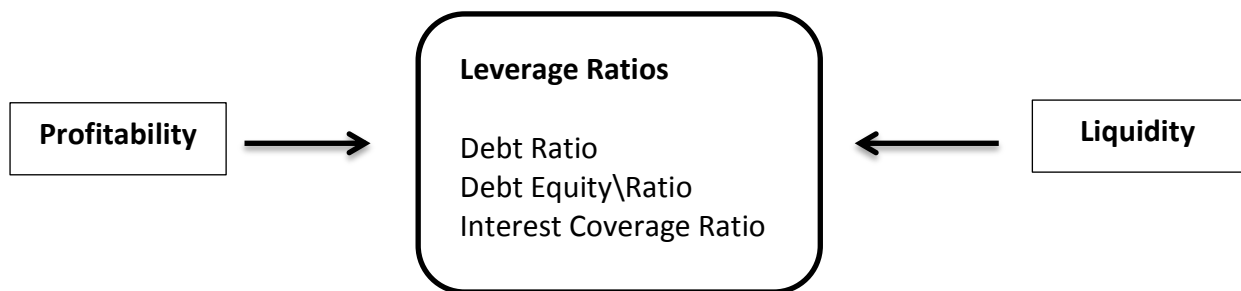 Profitability
Leverage Ratios
Debt Ratio
Debt Equity\Ratio
Interest Coverage Ratio
Liquidity